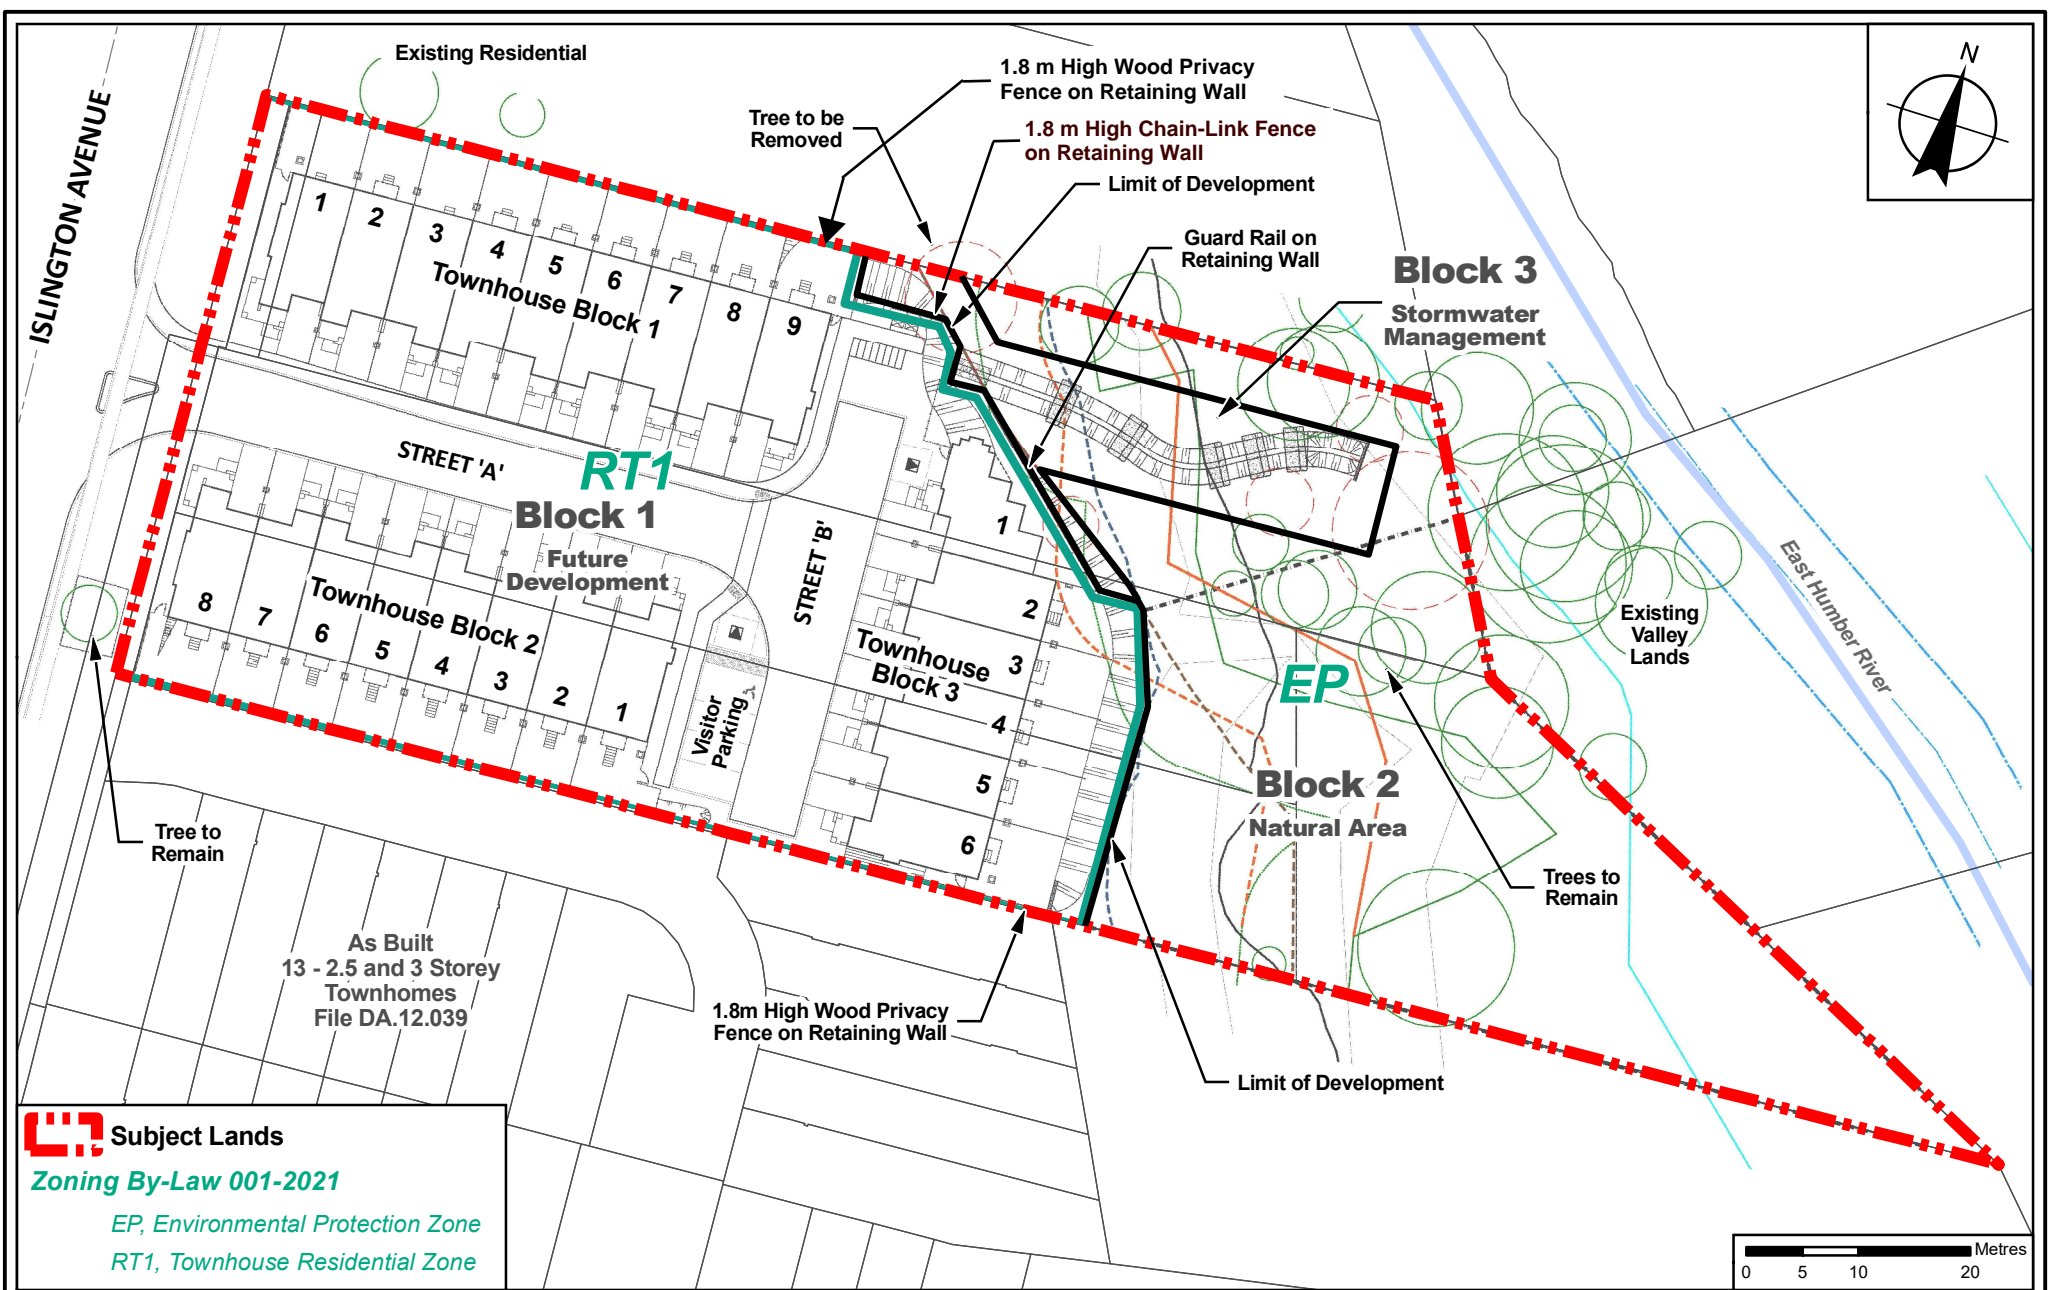 Existing Residential
1.8 m High Wood Privacy
Fence on Retaining Wall
N
Tree to be
Removed
1.8 m High Chain-Link Fence
on Retaining Wall
Limit of Development
ISLINGTON AVENUE
Guard Rail on
Retaining Wall
Block 3
Stormwater
Management
1
2
3
4
5
6
7
8
9
Townhouse Block 1
STREET 'A'
RT1
Block 1
Future
Development
STREET 'B'
8
7
6
5
4
3
2
1
Townhouse Block 2
Visitor
Parking
1
2
3
4
5
6
Townhouse
Block 3
EP
Existing
Valley
Lands
East Humber River
Block 2
Natural Area
Tree to
Remain
Trees to
Remain
As Built
13 - 2.5 and 3 Storey
Townhomes
File DA.12.039
1.8m High Wood Privacy
Fence on Retaining Wall
Limit of Development
Subject Lands
Zoning By-Law 001-2021
EP, Environmental Protection Zone
RT1, Townhouse Residential Zone
Metres
0 5 10 20